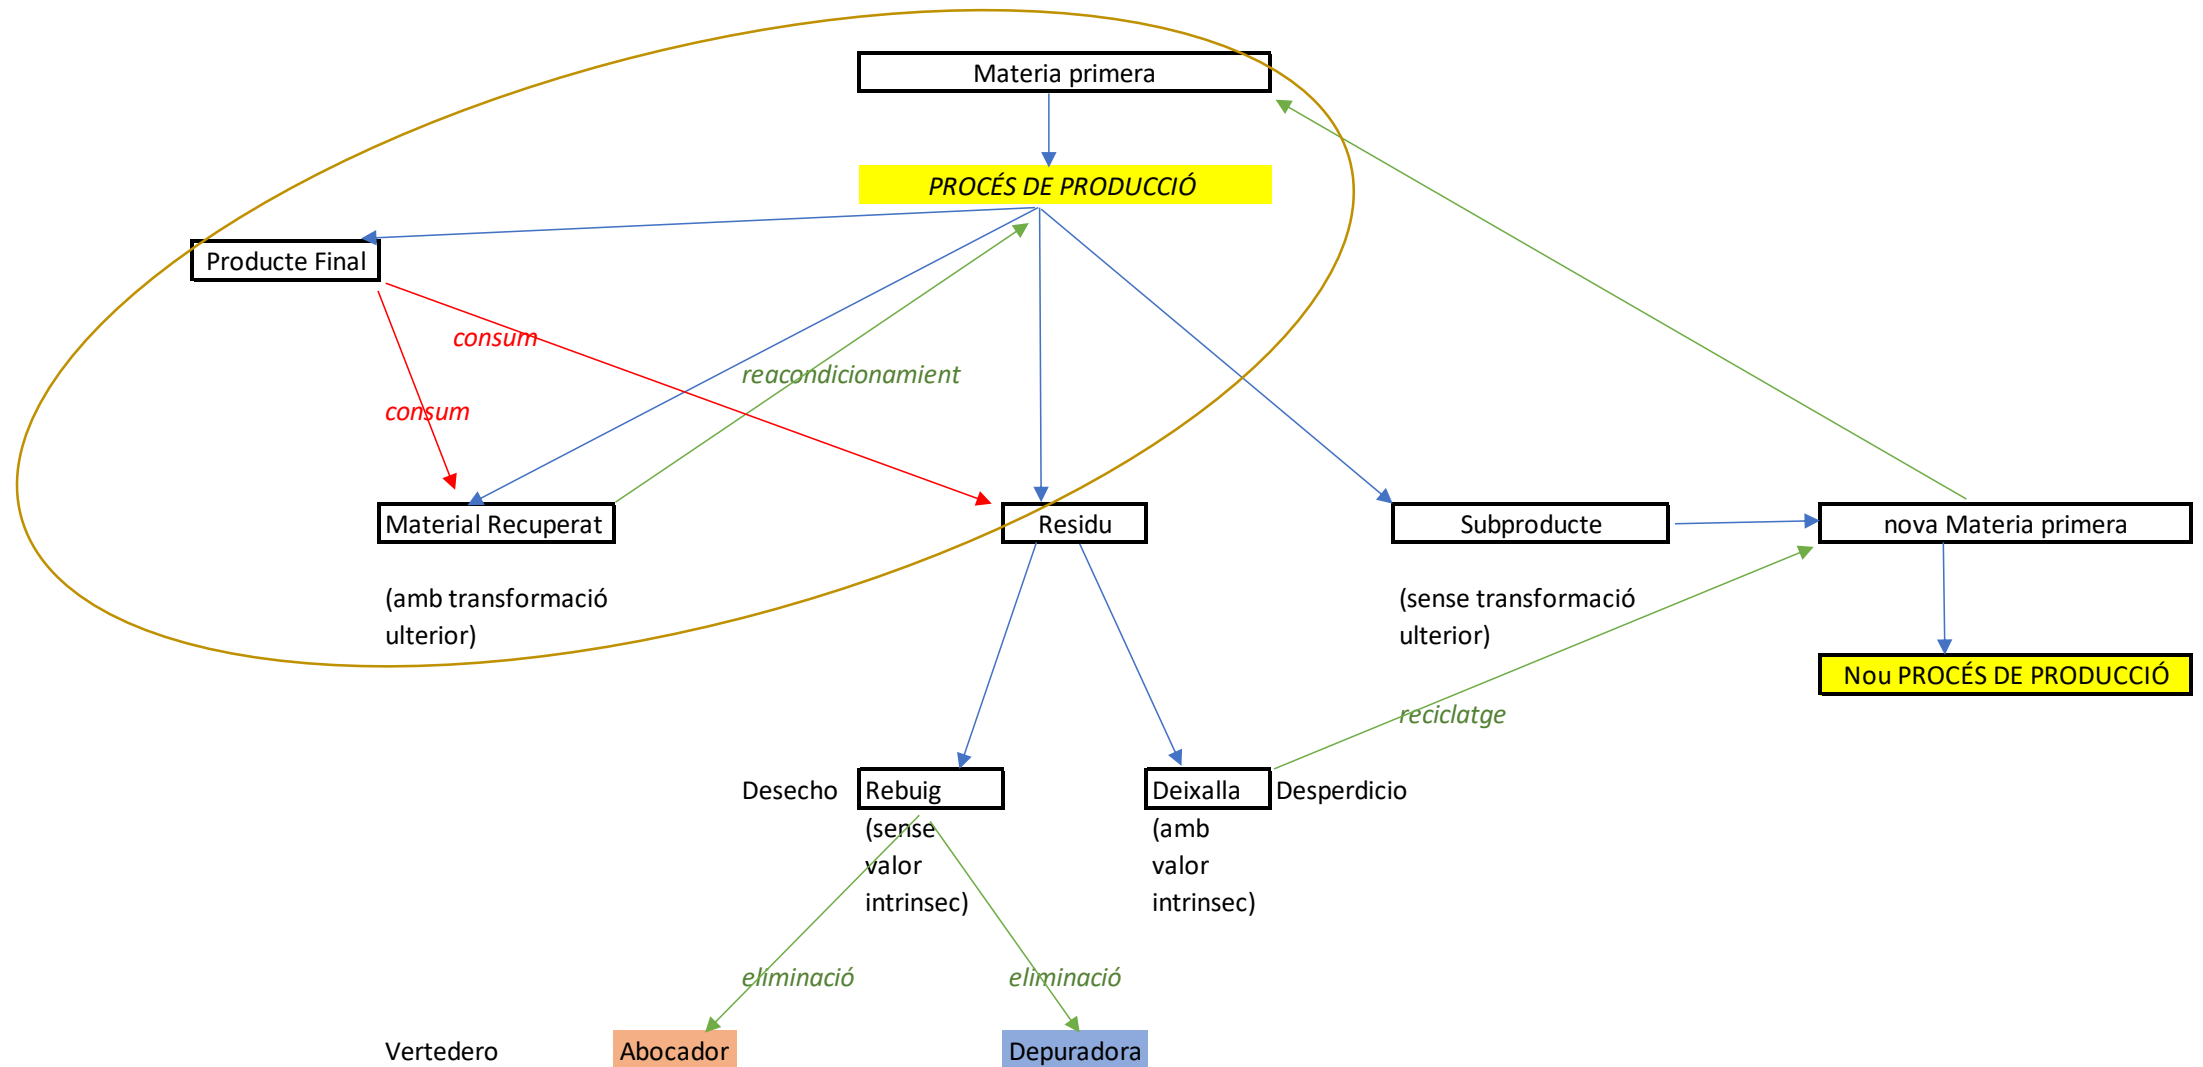 Materia primera
PROCÉS DE PRODUCCIÓ
Producte Final
consum
reacondicionamient
consum
Material Recuperat
Residu
Subproducte
nova Materia primera
(amb transformació
ulterior)
(sense transformació
ulterior)
Nou PROCÉS DE PRODUCCIÓ
reciclatge
Desecho
Rebuig
Deixalla
Desperdicio
(sense
valor
intrinsec)
(amb
valor
intrinsec)
eliminació
eliminació
Vertedero
Abocador
Depuradora